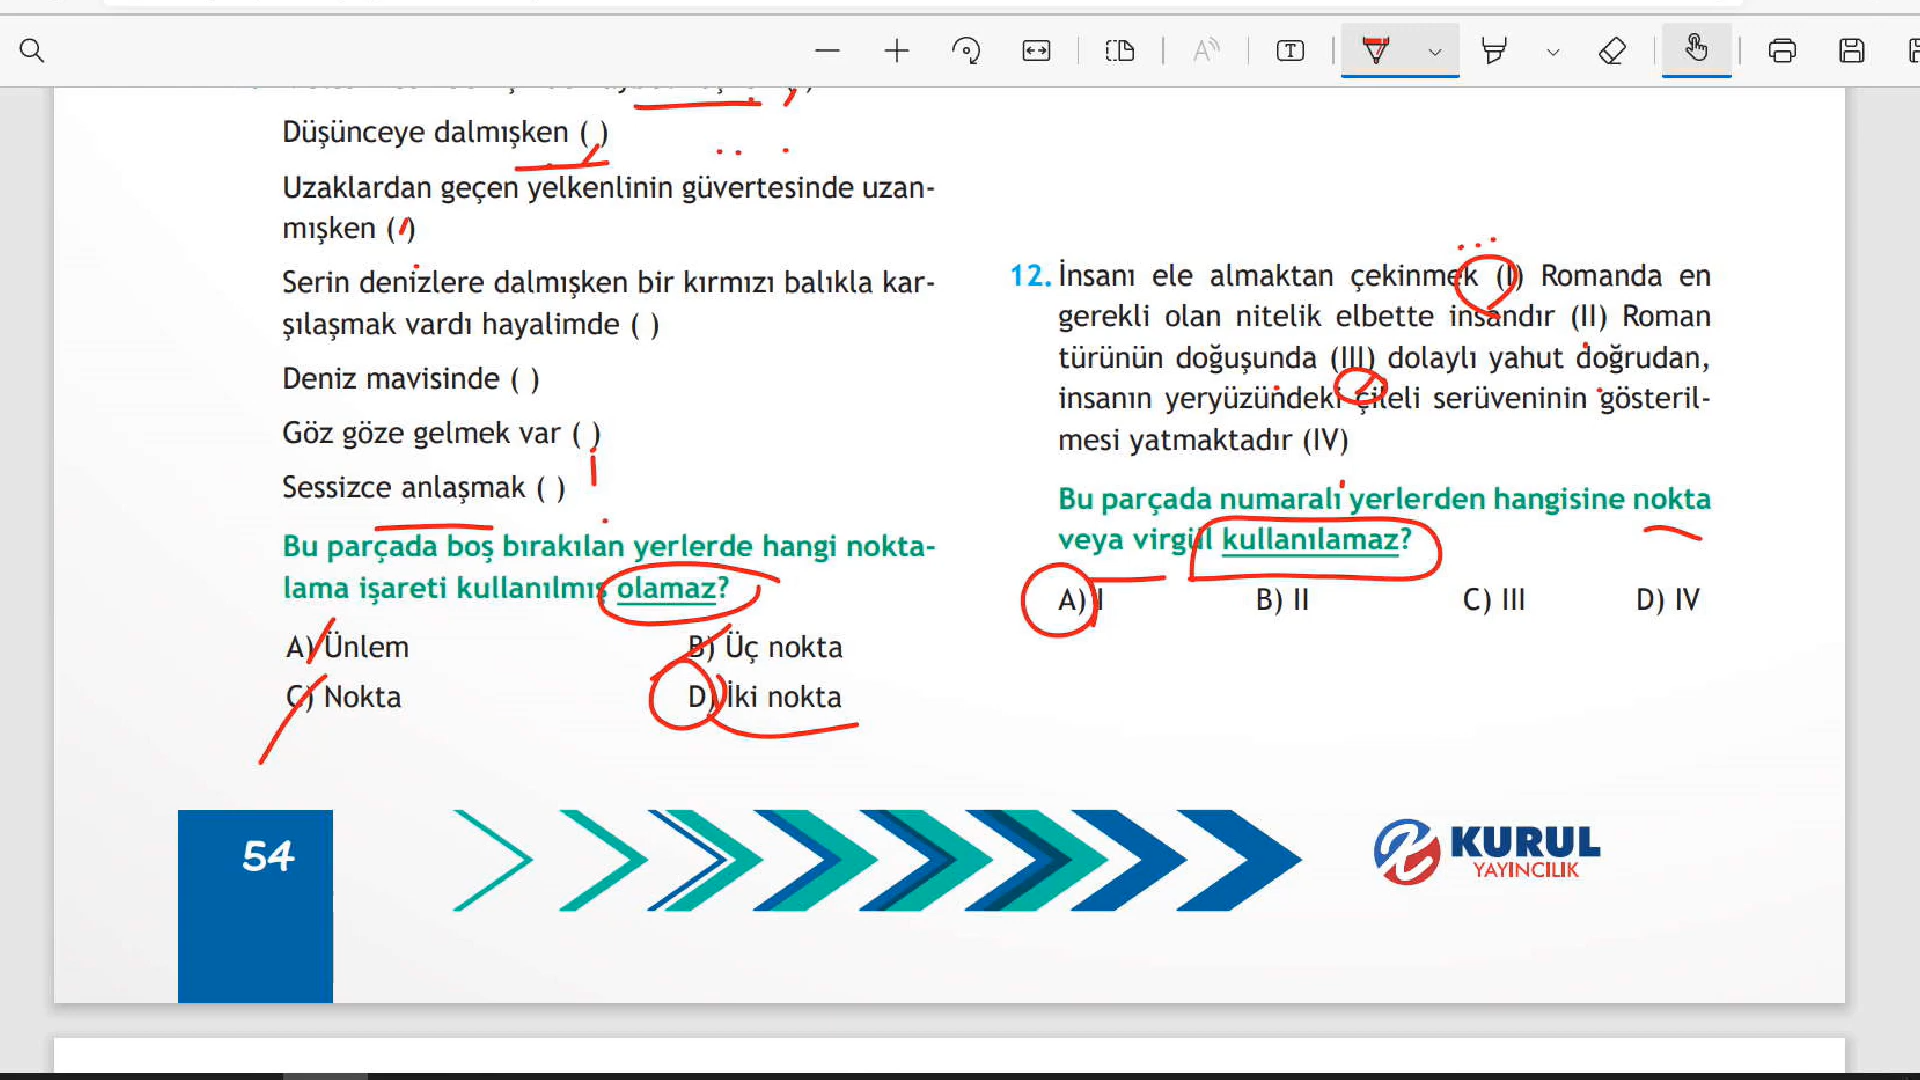 Düşünceye dalmışken ( )
Uzaklardan geçen yelkenlinin güvertesinde uzan-
mışken ( )
Serin denizlere dalmışken bir kırmızı balıkla kar-
şılaşmak vardı hayalimde ( )
Deniz mavisinde ( )
Göz göze gelmek var ( )
Sessizce anlaşmak ( )
Bu parçada boş bırakılan yerlerde hangi nokta-
lama işareti kullanılmış olamaz?
A) Ünlem
B) Üç nokta
C) Nokta
D) İki nokta
12. İnsanı ele almaktan çekinmek (I) Romanda en
gerekli olan nitelik elbette insandır (II) Roman
türünün doğuşunda (III) dolaylı yahut doğrudan,
insanın yeryüzündeki çileli serüveninin gösteril-
mesi yatmaktadır (IV)
Bu parçada numaralı yerlerden hangisine nokta
veya virgül kullanılamaz?
A) I B) II C) III D) IV
54
KURUL
YAYINCILIK